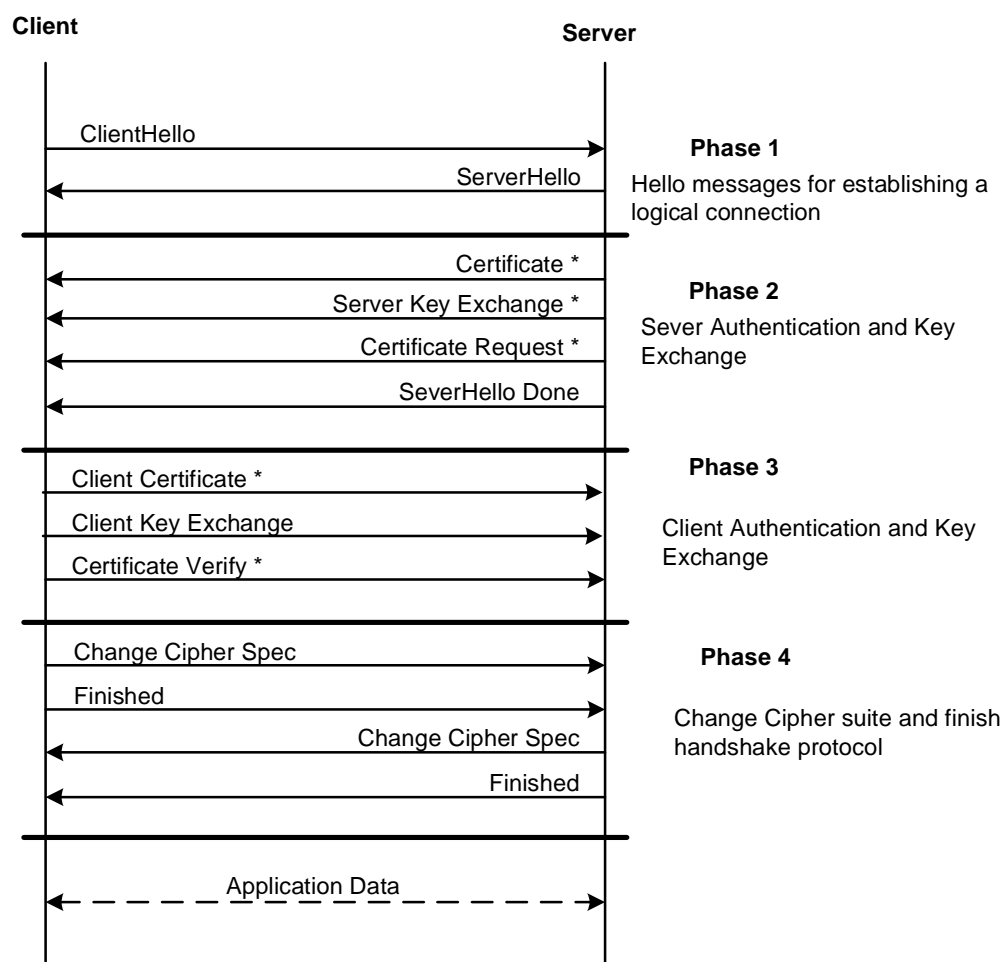 Client
Server
ClientHello
Phase 1
ServerHello
Hello messages for establishing a
logical connection
Certificate *
Phase 2
Server Key Exchange *
Sever Authentication and Key
Exchange
Certificate Request *
SeverHello Done
Phase 3
Client Certificate *
Client Key Exchange
Client Authentication and Key
Exchange
Certificate Verify *
Change Cipher Spec
Phase 4
Finished
Change Cipher suite and finish
handshake protocol
Change Cipher Spec
Finished
Application Data